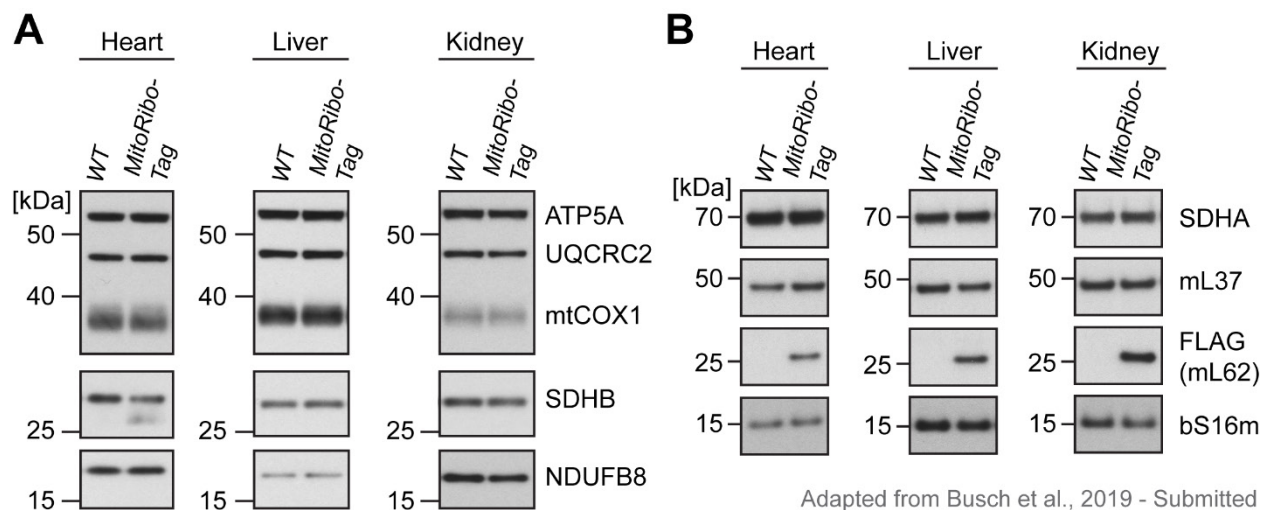 A
Heart Liver Kidney
WT MitoRibo-Tag WT MitoRibo-Tag WT MitoRibo-Tag
[kDa]
50 50 50 ATP5A
UQCRC2
40 40 40
mtCOX1
SDHB
25 25 25
NDUFB8
15 15 15
B
Heart Liver Kidney
WT MitoRibo-Tag WT MitoRibo-Tag WT MitoRibo-Tag
[kDa]
70 70 70 SDHA
50 50 50 mL37
25 25 25 FLAG
(mL62)
15 15 15 bS16m
Adapted from Busch et al., 2019 - Submitted